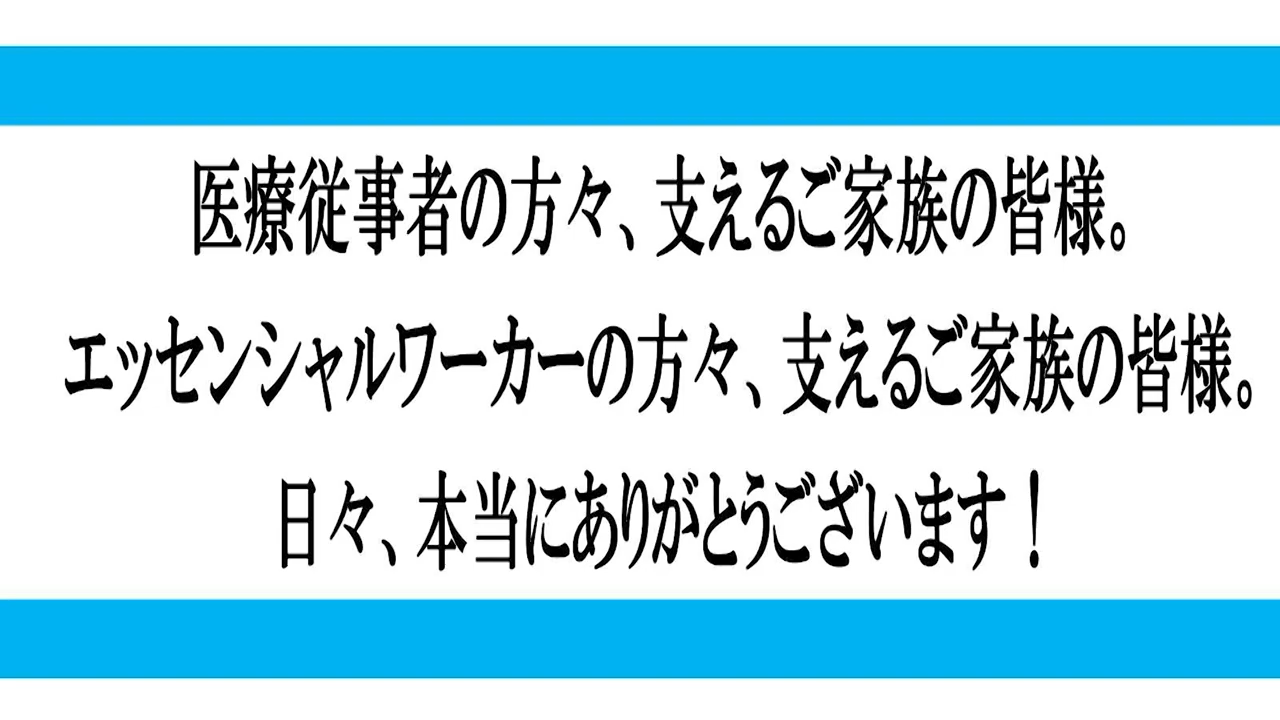 医療従事者の方々、支えるご家族の皆様。
エッセンシャルワーカーの方々、支えるご家族の皆様。
日々、本当にありがとうございます！